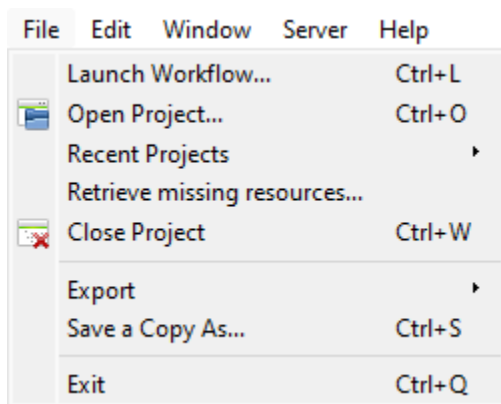 File Edit Window Server Help
Launch Workflow... Ctrl+L
Open Project... Ctrl+O
Recent Projects
Retrieve missing resources...
Close Project Ctrl+W
Export
Save a Copy As... Ctrl+S
Exit Ctrl+Q